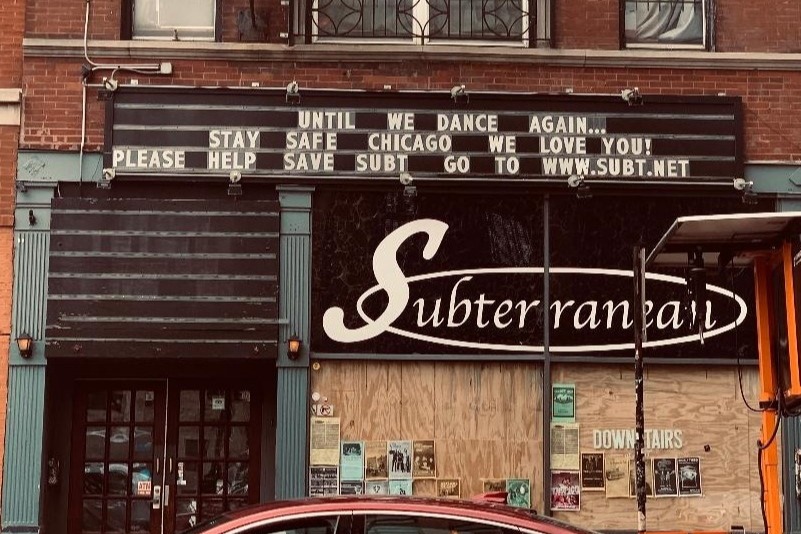 UNTIL WE DANCE AGAIN...
STAY SAFE CHICAGO WE LOVE YOU!
PLEASE HELP SAVE SUBT GO TO WWW.SUBT.NET
Subterranean
DOWNSTAIRS
ATM